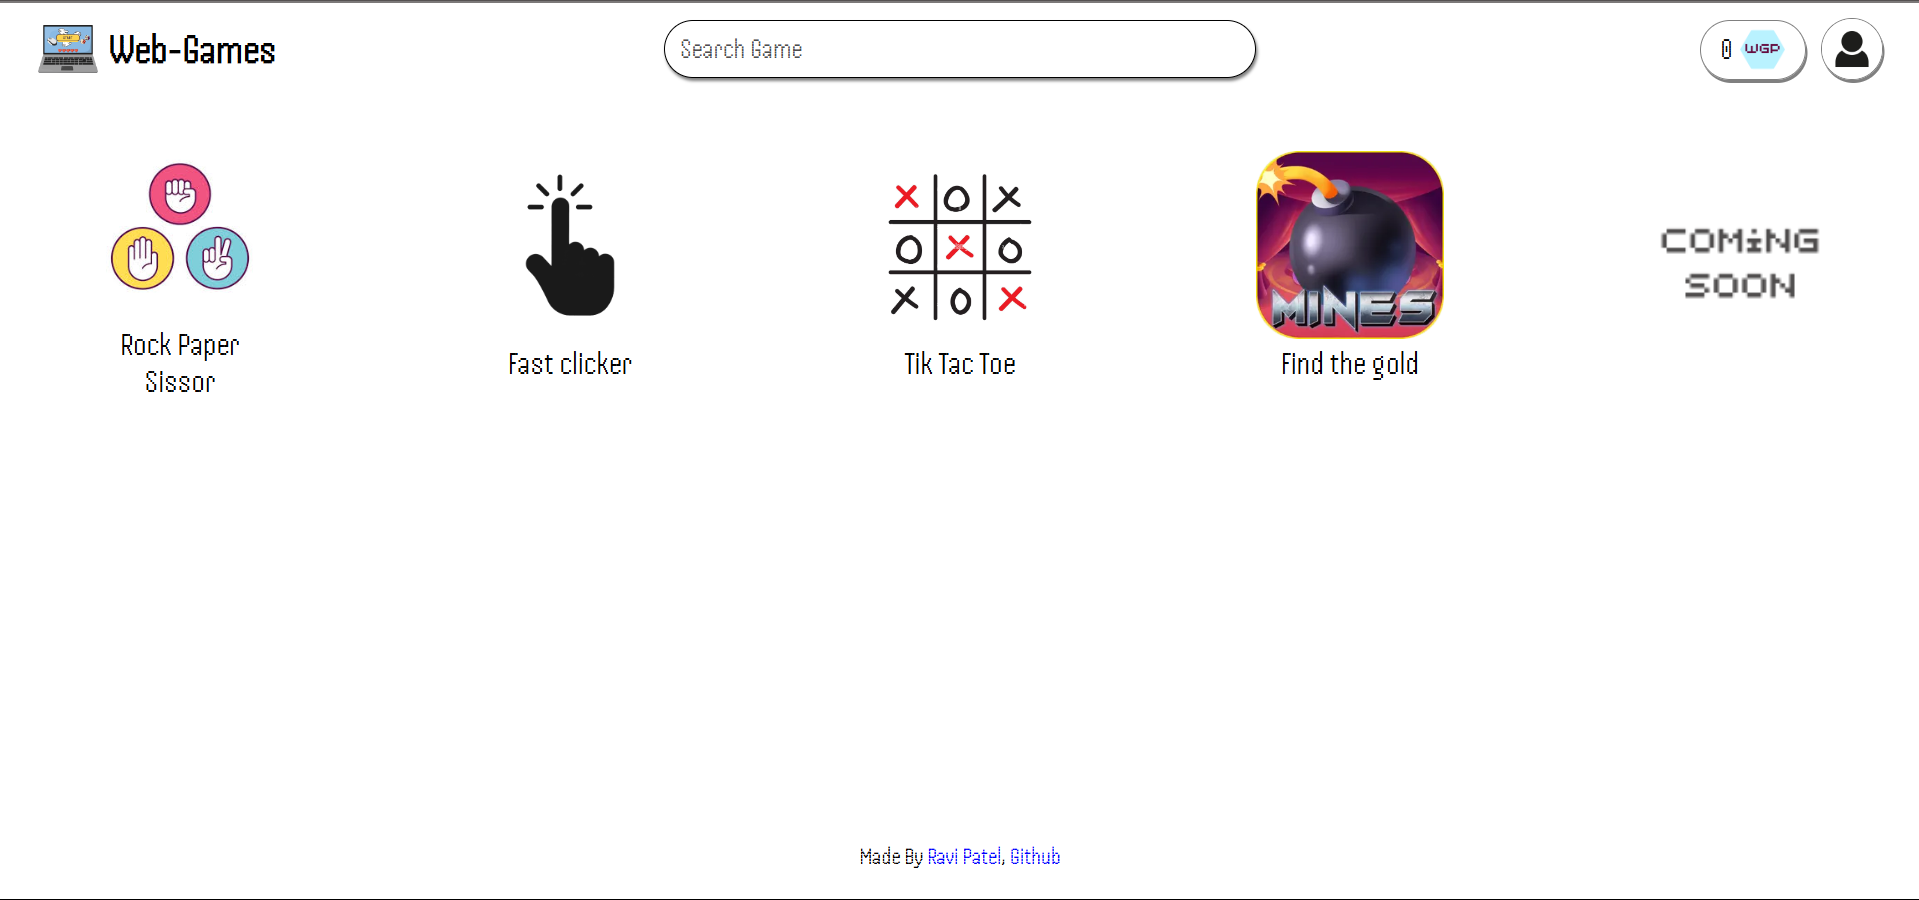 Web-Games
Search Game
0 WGP
MINES
COMiNG
SOON
Rock Paper
Sissor
Fast clicker
Tik Tac Toe
Find the gold
Made By Ravi Patel, Github